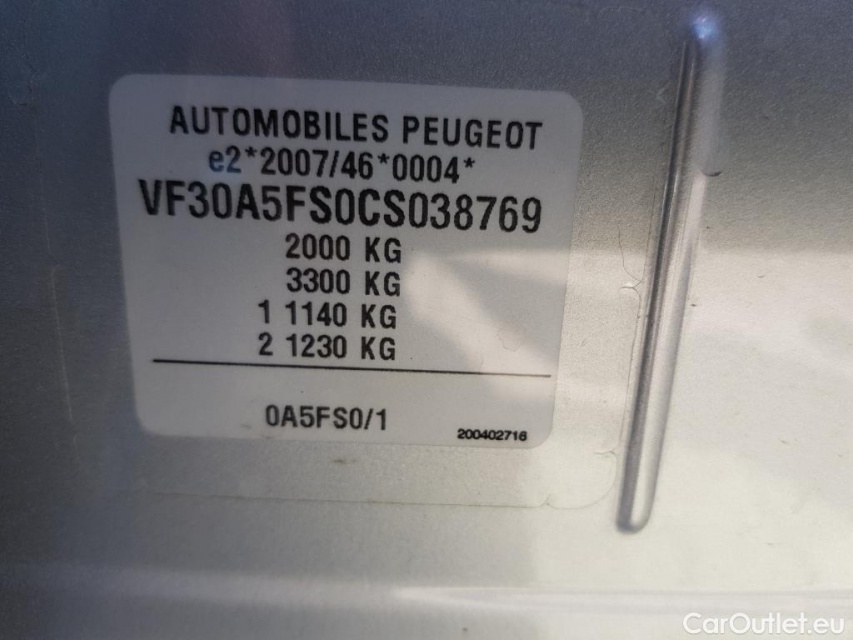 AUTOMOBILES PEUGEOT
e2*2007/46*0004*
VF30A5FS0CS038769
2000 KG
3300 KG
1 1140 KG
2 1230 KG
0A5FS0/1
200402716
CarOutlet.eu